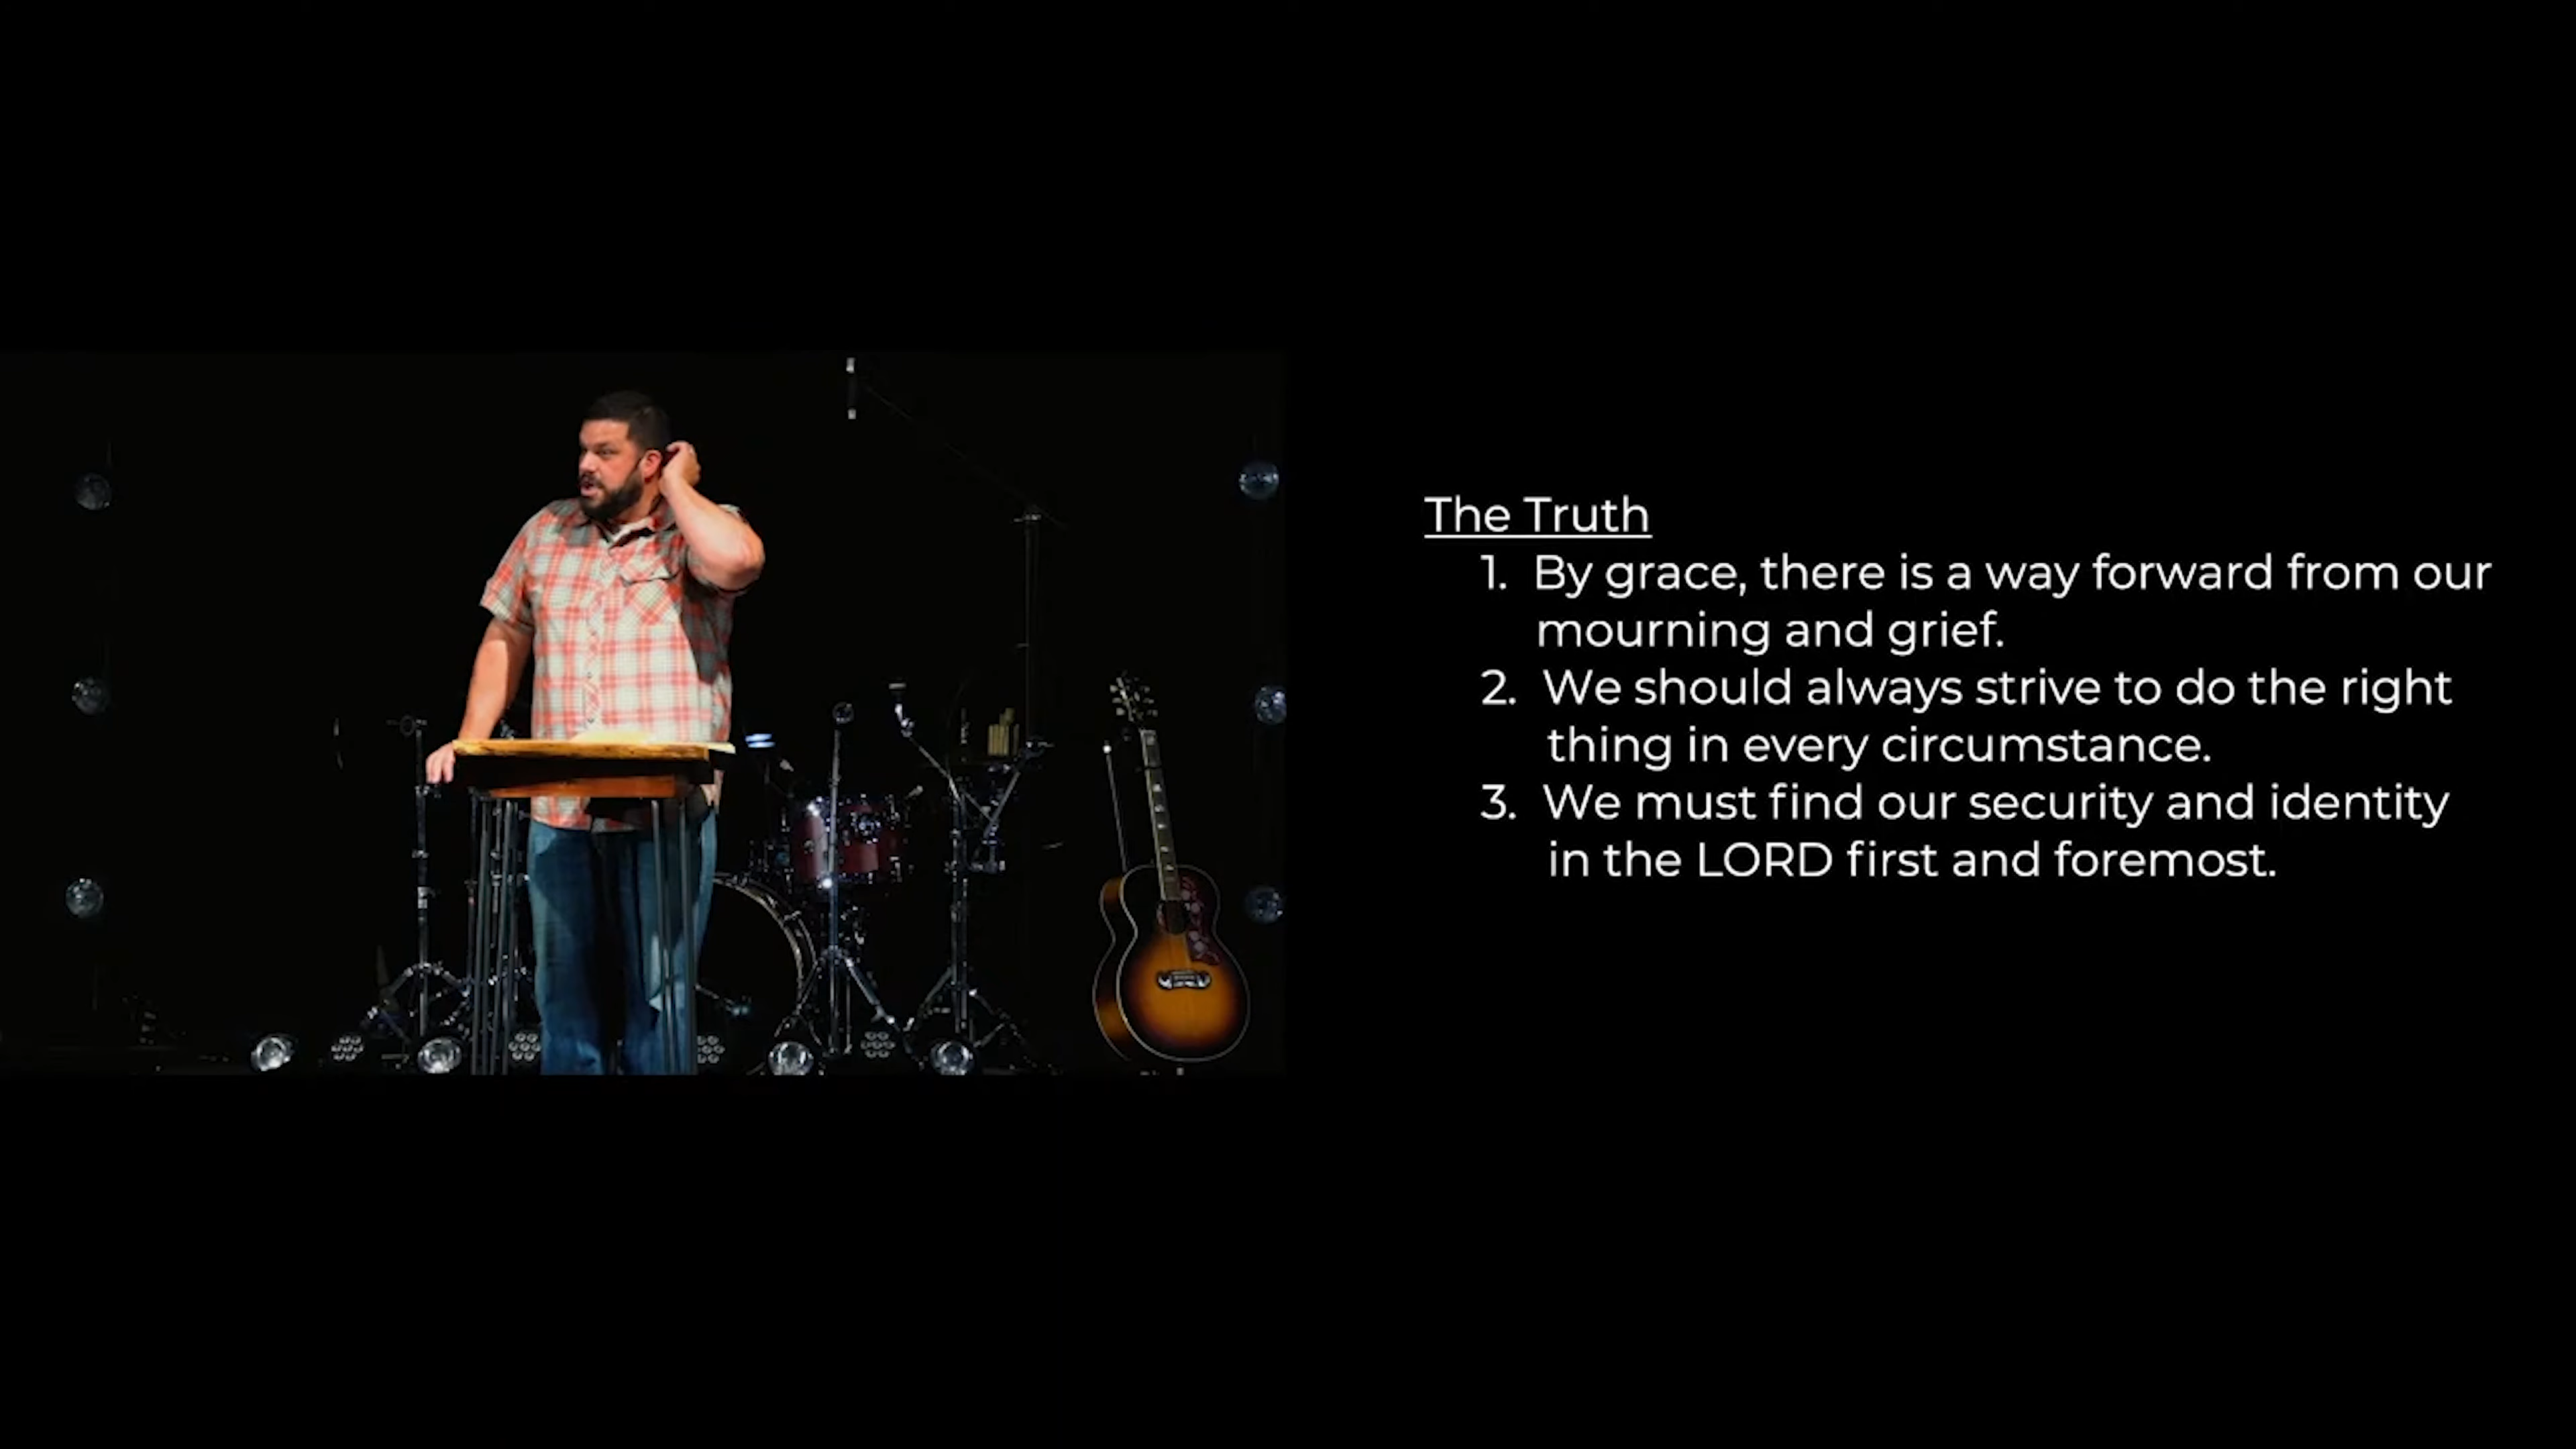 The Truth
1. By grace, there is a way forward from our
mourning and grief.
2. We should always strive to do the right
thing in every circumstance.
3. We must find our security and identity
in the LORD first and foremost.